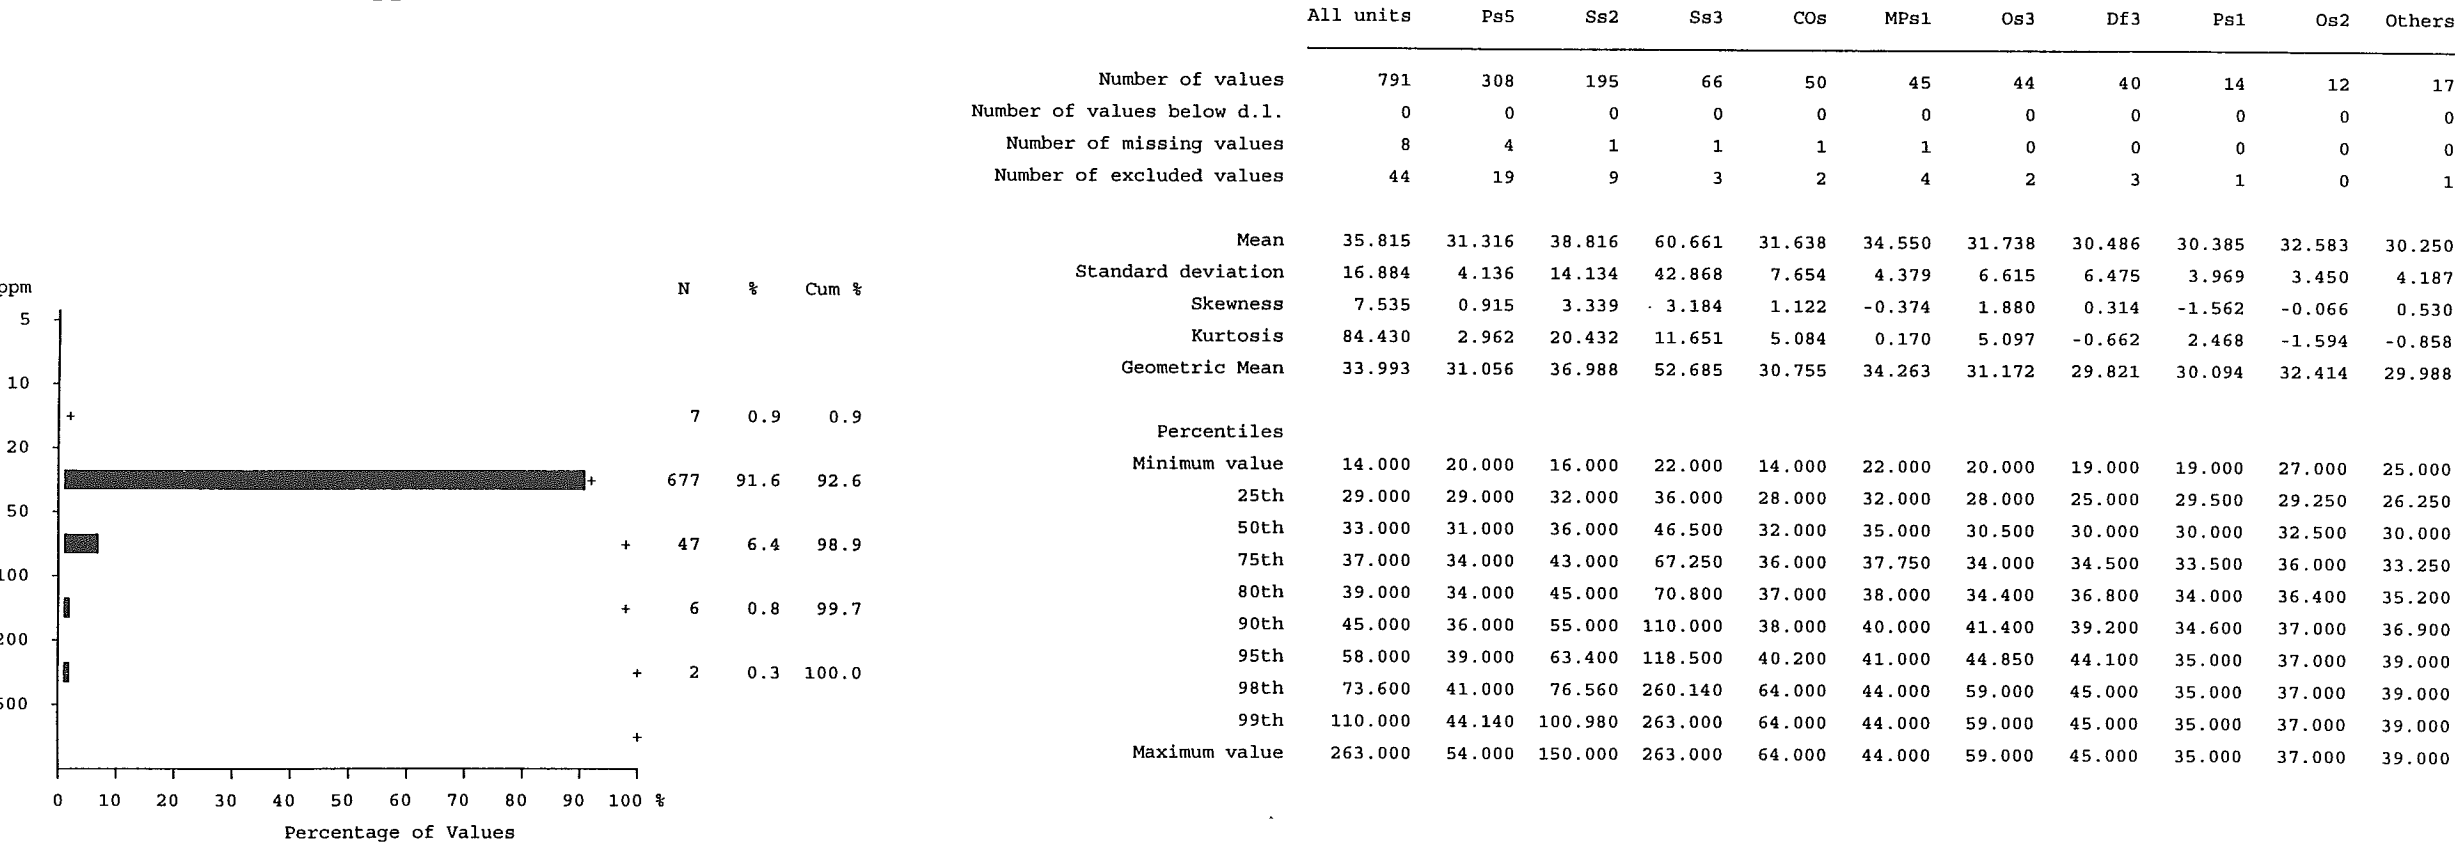 All units Ps5 Ss2 Ss3 COs MPs1 Os3 Df3 Ps1 Os2 Others
Number of values 791 308 195 66 50 45 44 40 14 12 17
Number of values below d.l. 0 0 0 0 0 0 0 0 0 0 0
Number of missing values 8 4 1 1 1 1 0 0 0 0 0
Number of excluded values 44 19 9 3 2 4 2 3 1 0 1
Mean 35.815 31.316 38.816 60.661 31.638 34.550 31.738 30.486 30.385 32.583 30.250
Standard deviation 16.884 4.136 14.134 42.868 7.654 4.379 6.615 6.475 3.969 3.450 4.187
Skewness 7.535 0.915 3.339 3.184 1.122 -0.374 1.880 0.314 -1.562 -0.066 0.530
Kurtosis 84.430 2.962 20.432 11.651 5.084 0.170 5.097 -0.662 2.468 -1.594 -0.858
Geometric Mean 33.993 31.056 36.988 52.685 30.755 34.263 31.172 29.821 30.094 32.414 29.988
Percentiles
Minimum value 14.000 20.000 16.000 22.000 14.000 22.000 20.000 19.000 19.000 27.000 25.000
25th 29.000 29.000 32.000 36.000 28.000 32.000 28.000 25.000 29.500 29.250 26.250
50th 33.000 31.000 36.000 46.500 32.000 35.000 30.500 30.000 30.000 32.500 30.000
75th 37.000 34.000 43.000 67.250 36.000 37.750 34.000 34.500 33.500 36.000 33.250
80th 39.000 34.000 45.000 70.800 37.000 38.000 34.400 36.800 34.000 36.400 35.200
90th 45.000 36.000 55.000 110.000 38.000 40.000 41.400 39.200 34.600 37.000 36.900
95th 58.000 39.000 63.400 118.500 40.200 41.000 44.850 44.100 35.000 37.000 39.000
98th 73.600 41.000 76.560 260.140 64.000 44.000 59.000 45.000 35.000 37.000 39.000
99th 110.000 44.140 100.980 263.000 64.000 44.000 59.000 45.000 35.000 37.000 39.000
Maximum value 263.000 54.000 150.000 263.000 64.000 44.000 59.000 45.000 35.000 37.000 39.000
ppm N % Cum %
5
10
+ 7 0.9 0.9
20
+ 677 91.6 92.6
50
+ 47 6.4 98.9
100
+ 6 0.8 99.7
200
+ 2 0.3 100.0
500
+
0 10 20 30 40 50 60 70 80 90 100 %
Percentage of Values